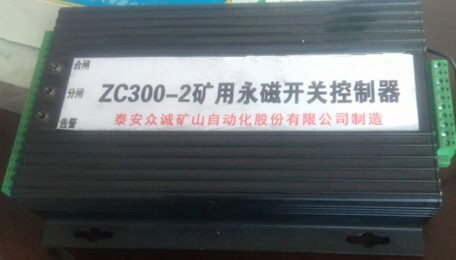 合闸
分闸
告警
ZC300-2矿用永磁开关控制器
泰安众诚矿山自动化股份有限公司制造